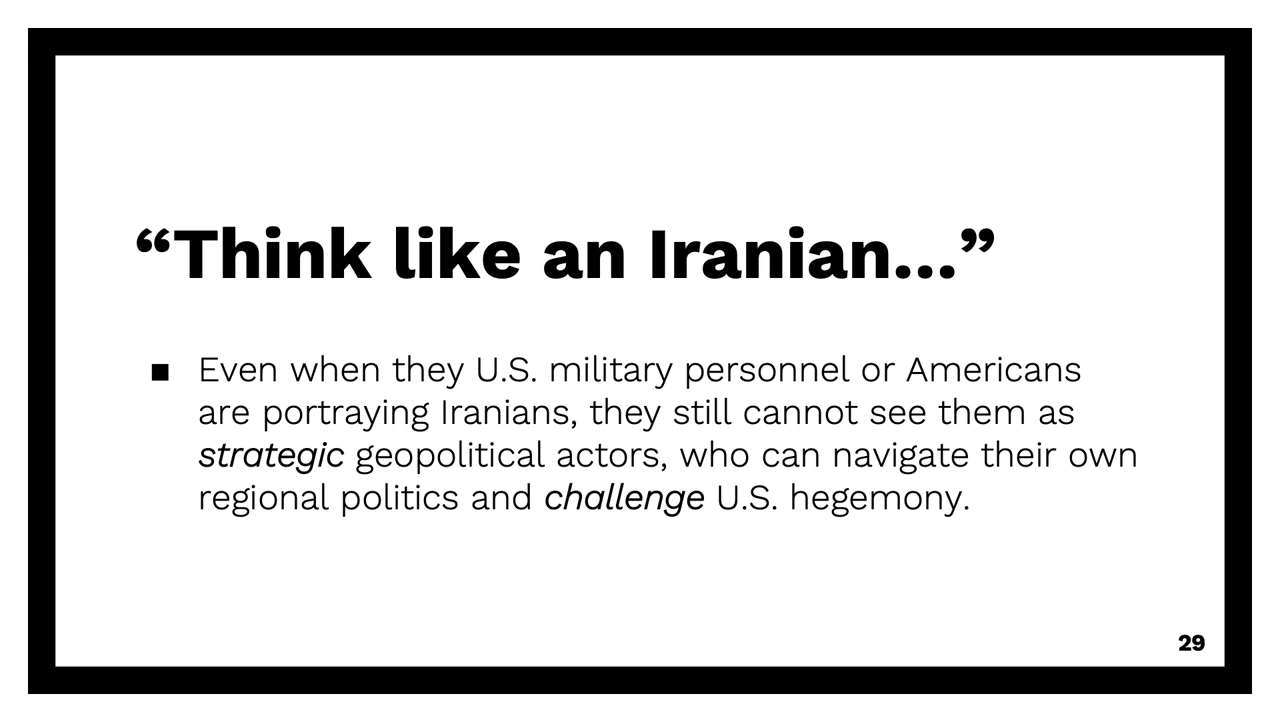 “Think like an Iranian...”
▪ Even when they U.S. military personnel or Americans
are portraying Iranians, they still cannot see them as
strategic geopolitical actors, who can navigate their own
regional politics and challenge U.S. hegemony.
29